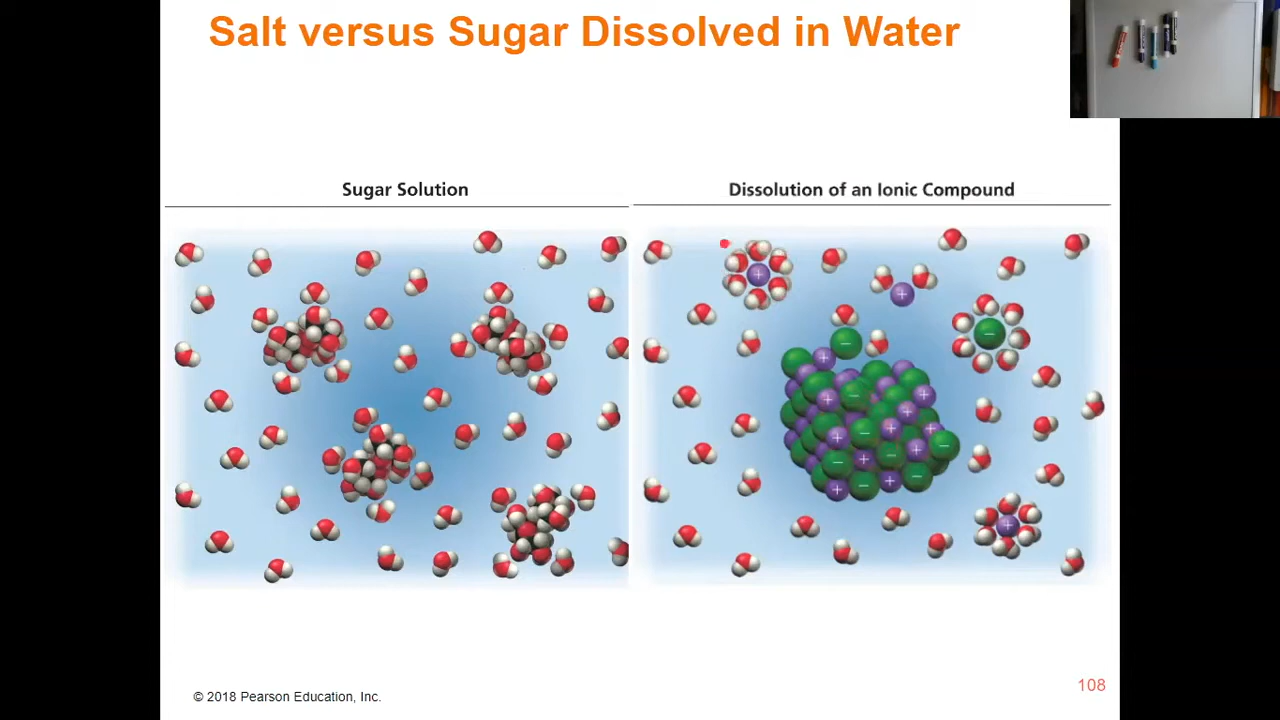 Salt versus Sugar Dissolved in Water
Sugar Solution
Dissolution of an Ionic Compound
© 2018 Pearson Education, Inc.
108